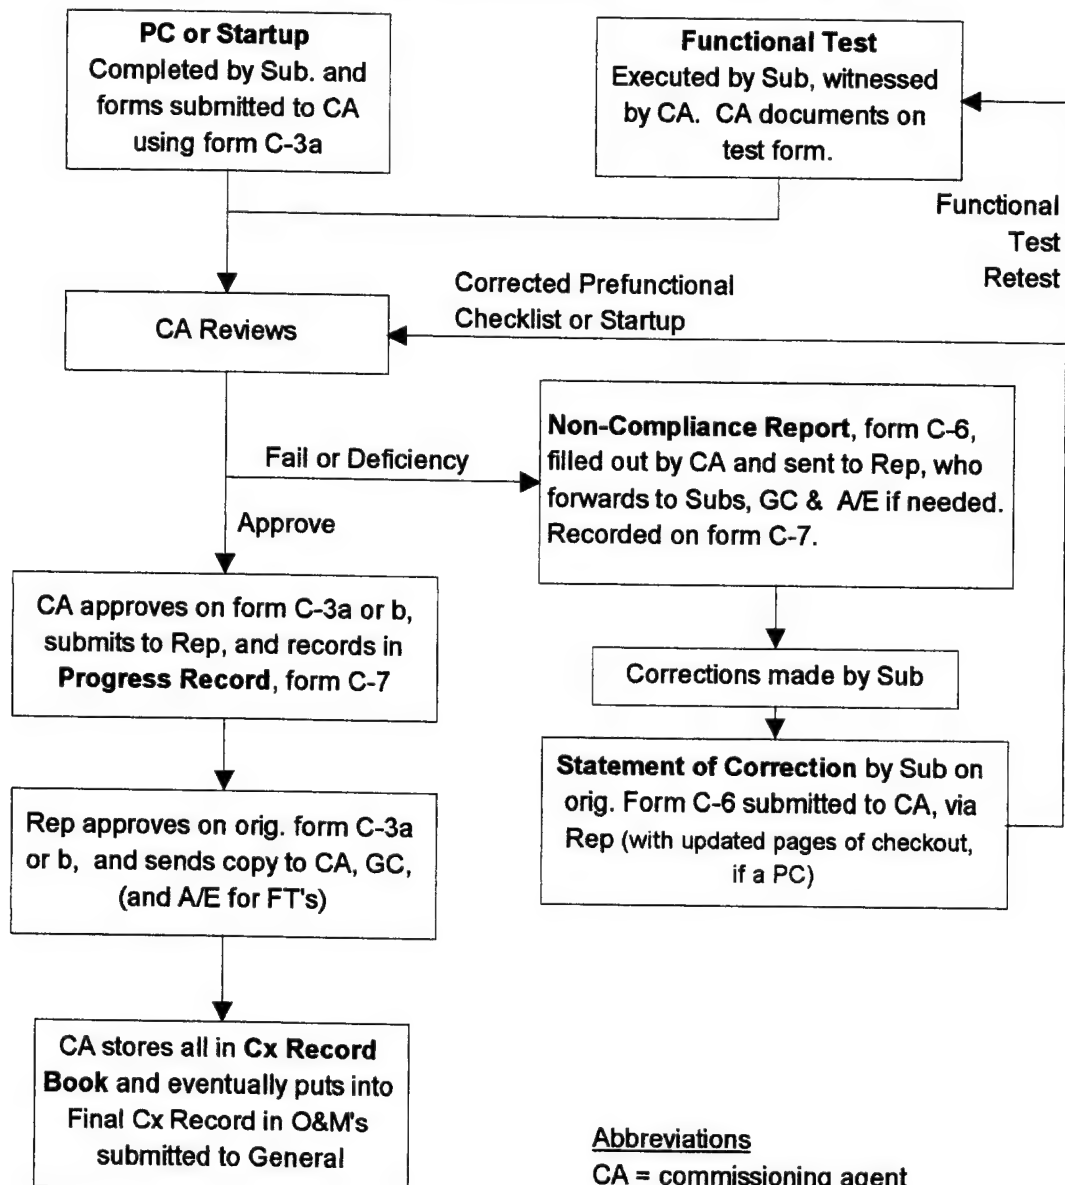 PC or Startup
Completed by Sub. and
forms submitted to CA
using form C-3a
Functional Test
Executed by Sub, witnessed
by CA. CA documents on
test form.
Functional
Test
Retest
Corrected Prefunctional
Checklist or Startup
CA Reviews
Non-Compliance Report, form C-6,
filled out by CA and sent to Rep, who
forwards to Subs, GC & A/E if needed.
Recorded on form C-7.
Fail or Deficiency
Approve
CA approves on form C-3a or b,
submits to Rep, and records in
Progress Record, form C-7
Corrections made by Sub
Statement of Correction by Sub on
orig. Form C-6 submitted to CA, via
Rep (with updated pages of checkout,
if a PC)
Rep approves on orig. form C-3a
or b, and sends copy to CA, GC,
(and A/E for FT's)
CA stores all in Cx Record
Book and eventually puts into
Final Cx Record in O&M's
submitted to General
Abbreviations
CA = commissioning agent